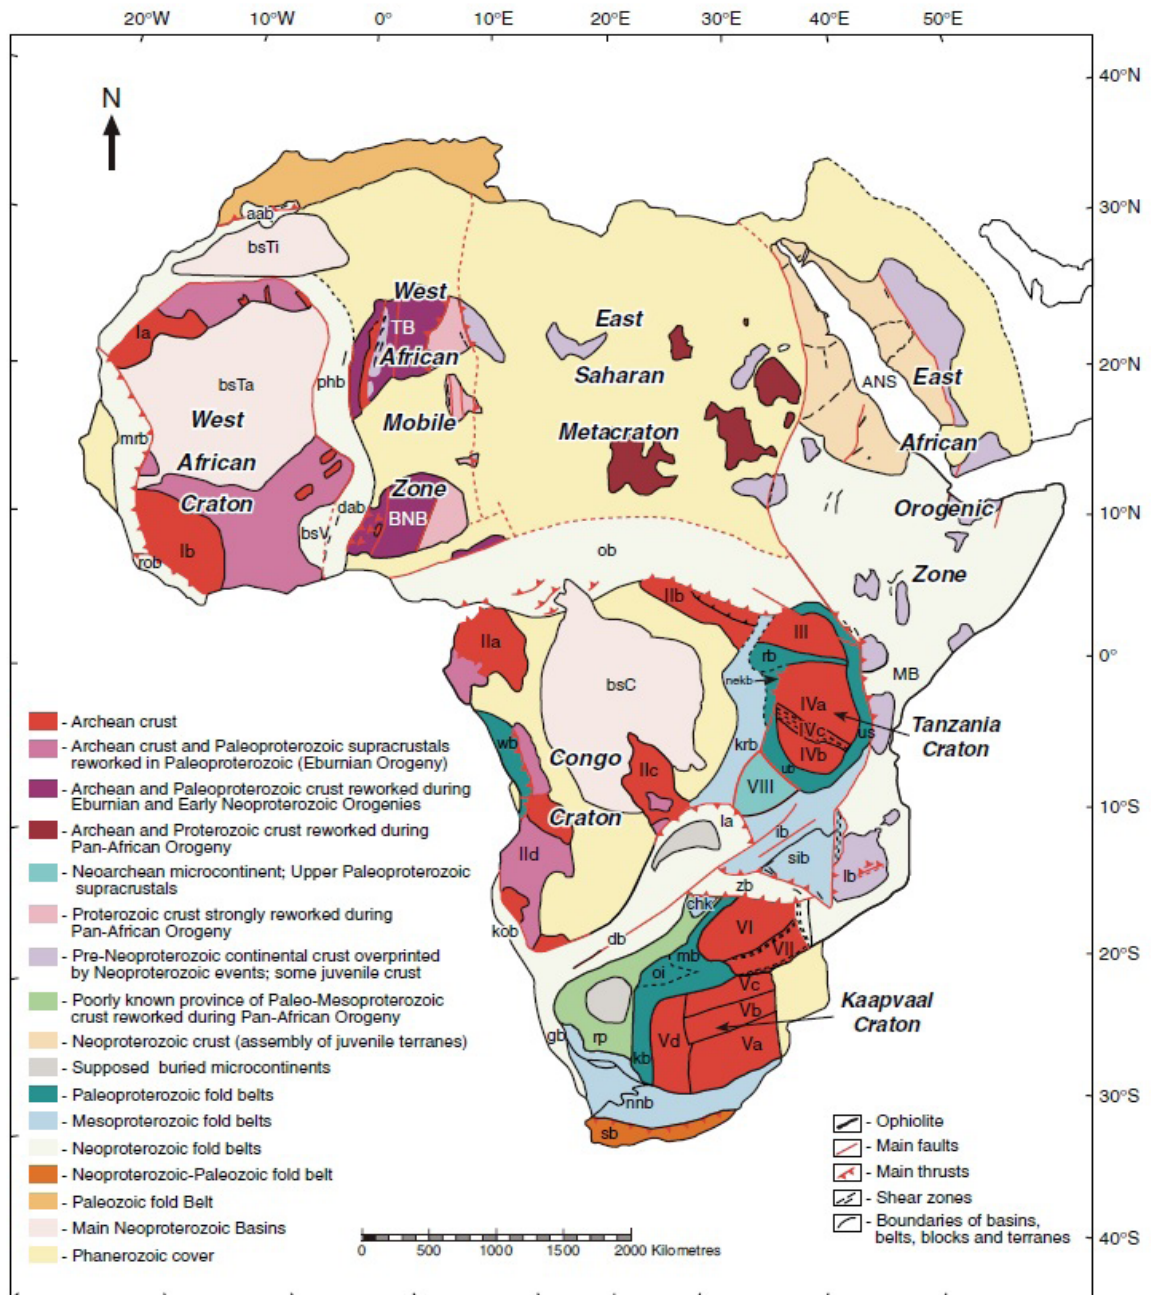 20°W 10°W 0° 10°E 20°E 30°E 40°E 50°E
40°N
N
30°N
aab
bsTi
West
TB
African
East
Saharan
Metacraton
Ia
bsTa
phb
20°N
ANS
East
African
West
African
Craton
mrb
Mobile
Zone
BNB
dab
bsV
Orogenic
10°N
Ib
rob
ob
Zone
IIb
III
IIa
rb
0°
nekb
MB
bsC
IVa
IVc
IVb
us
Tanzania
Craton
wb
krb
ub
Congo
IIc
VIII
Craton
la
10°S
ib
IId
sib
lb
zb
chk
kob
db
VI
VII
20°S
mb
oi
Vc
Vb
Kaapvaal
Craton
gb
rp
kb
Vd
Va
nnb
30°S
sb
40°S
- Archean crust
- Archean crust and Paleoproterozoic supracrustals
reworked in Paleoproterozoic (Eburnian Orogeny)
- Archean and Paleoproterozoic crust reworked during
Eburnian and Early Neoproterozoic Orogenies
- Archean and Proterozoic crust reworked during
Pan-African Orogeny
- Neoarchean microcontinent; Upper Paleoproterozoic
supracrustals
- Proterozoic crust strongly reworked during
Pan-African Orogeny
- Pre-Neoproterozoic continental crust overprinted
by Neoproterozoic events; some juvenile crust
- Poorly known province of Paleo-Mesoproterozoic
crust reworked during Pan-African Orogeny
- Neoproterozoic crust (assembly of juvenile terranes)
- Supposed buried microcontinents
- Paleoproterozoic fold belts
- Mesoproterozoic fold belts
- Neoproterozoic fold belts
- Neoproterozoic-Paleozoic fold belt
- Paleozoic fold Belt
- Main Neoproterozoic Basins
- Phanerozoic cover
- Ophiolite
- Main faults
- Main thrusts
- Shear zones
- Boundaries of basins,
belts, blocks and terranes
0 500 1000 1500 2000 Kilometres